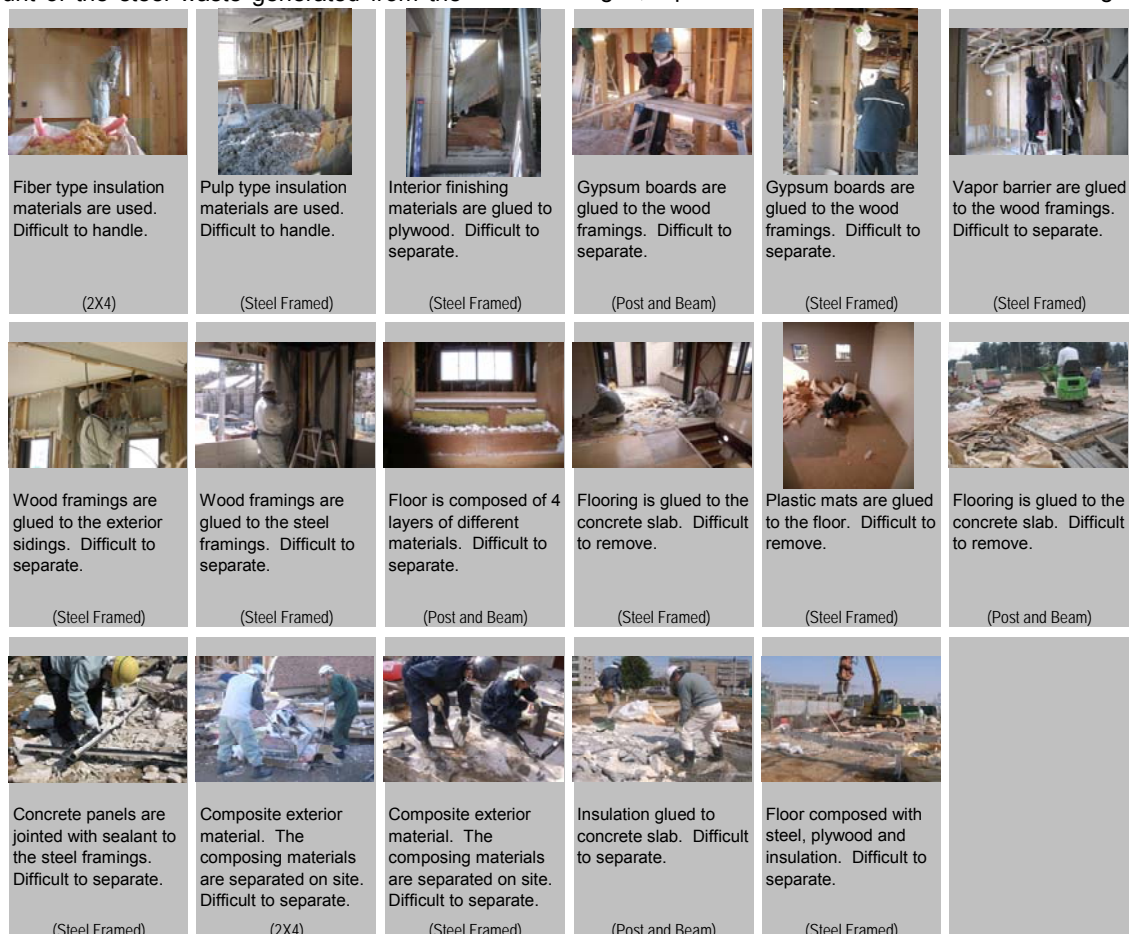 of the steel waste generated from the
Fiber type insulation
materials are used.
Difficult to handle.
(2X4)
Pulp type insulation
materials are used.
Difficult to handle.
(Steel Framed)
Interior finishing
materials are glued to
plywood. Difficult to
separate.
(Steel Framed)
Gypsum boards are
glued to the wood
framings. Difficult to
separate.
(Post and Beam)
Gypsum boards are
glued to the wood
framings. Difficult to
separate.
(Steel Framed)
Vapor barrier are glued
to the wood framings.
Difficult to separate.
(Steel Framed)
Wood framings are
glued to the exterior
sidings. Difficult to
separate.
(Steel Framed)
Wood framings are
glued to the steel
framings. Difficult to
separate.
(Steel Framed)
Floor is composed of 4
layers of different
materials. Difficult to
separate.
(Post and Beam)
Flooring is glued to the
concrete slab. Difficult
to remove.
(Steel Framed)
Plastic mats are glued
to the floor. Difficult to
remove.
(Steel Framed)
Flooring is glued to the
concrete slab. Difficult
to remove.
(Post and Beam)
Concrete panels are
jointed with sealant to
the steel framings.
Difficult to separate.
(Steel Framed)
Composite exterior
material. The
composing materials
are separated on site.
Difficult to separate.
(2X4)
Composite exterior
material. The
composing materials
are separated on site.
Difficult to separate.
(Steel Framed)
Insulation glued to
concrete slab. Difficult
to separate.
(Post and Beam)
Floor composed with
steel, plywood and
insulation. Difficult to
separate.
(Steel Framed)